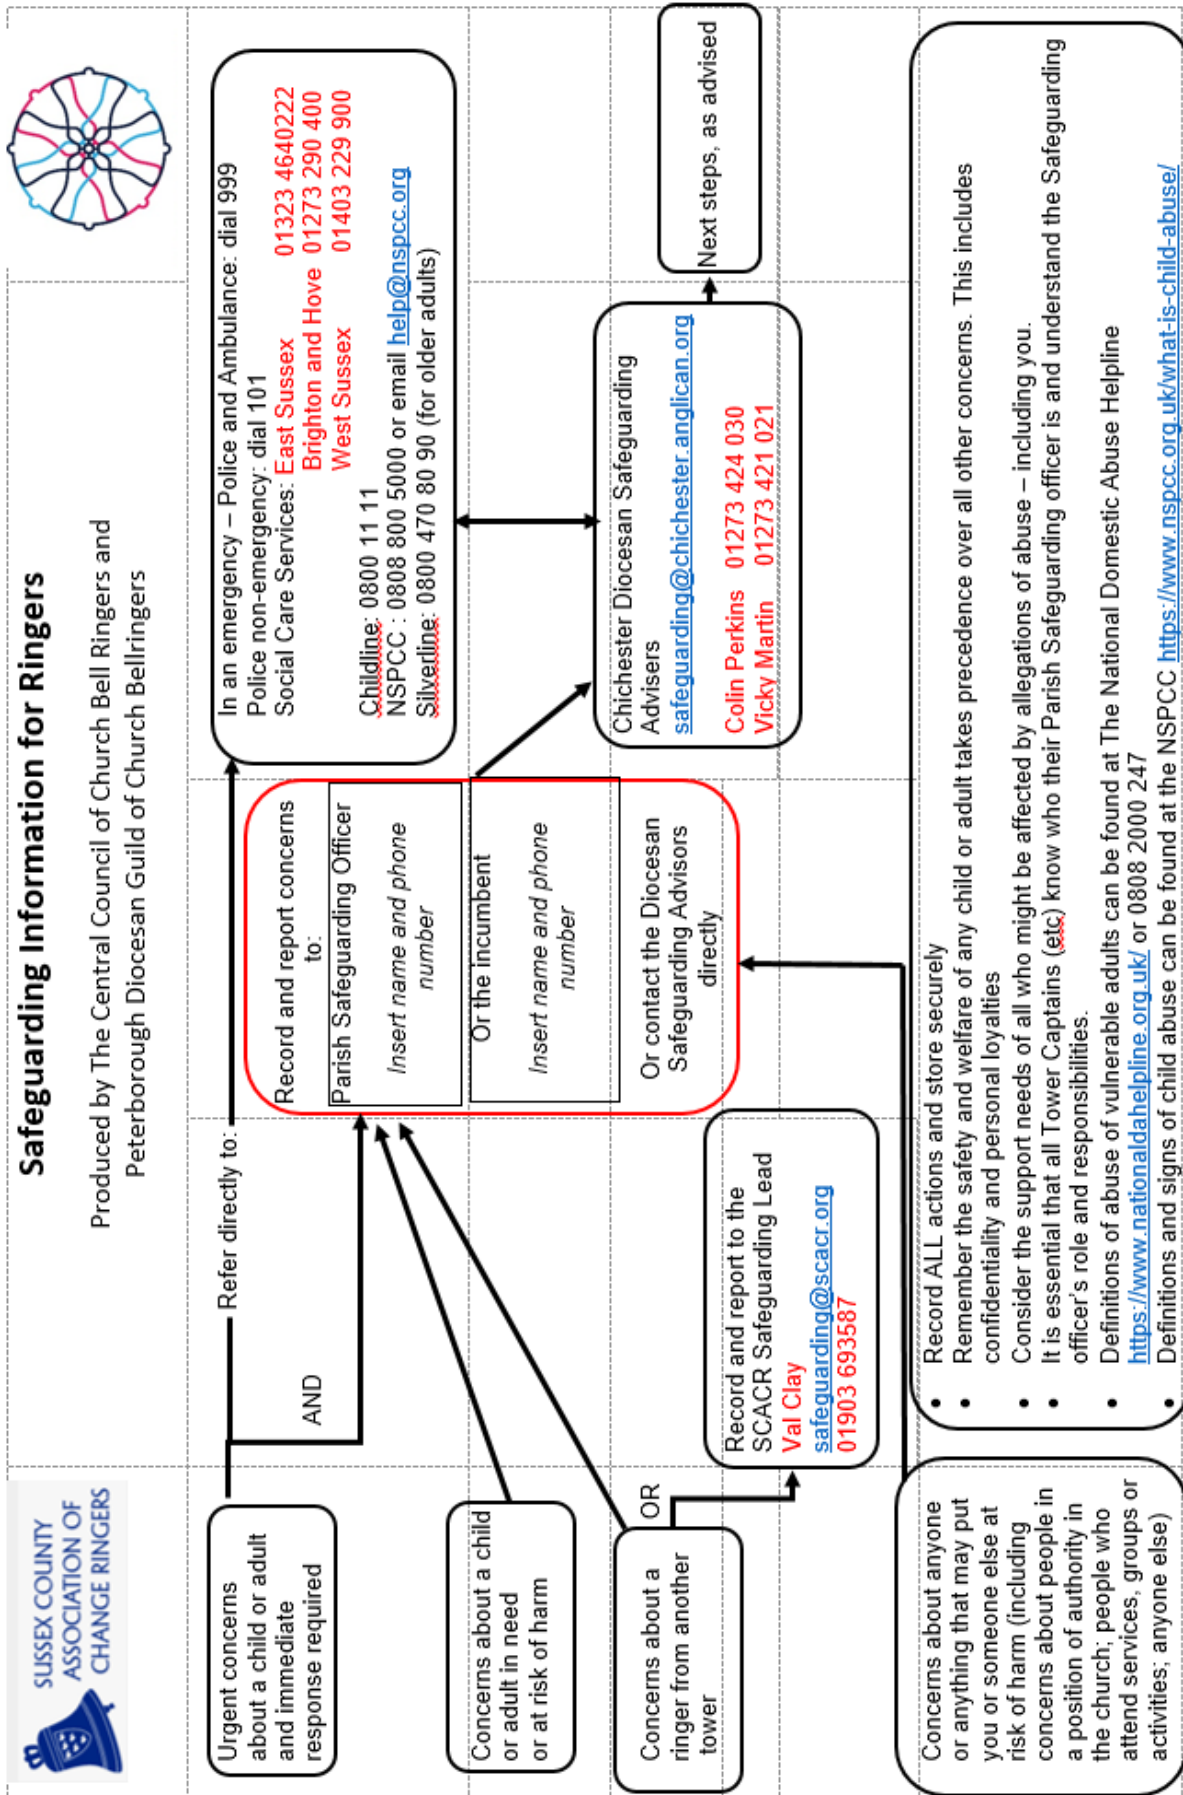 SUSSEX COUNTY
ASSOCIATION OF
CHANGE RINGERS
Safeguarding Information for Ringers
Produced by The Central Council of Church Bell Ringers and
Peterborough Diocesan Guild of Church Bellringers
Urgent concerns
about a child or adult
and immediate
response required
Refer directly to:
AND
In an emergency – Police and Ambulance: dial 999
Police non-emergency: dial 101
Social Care Services: East Sussex 01323 4640222
Brighton and Hove 01273 290 400
West Sussex 01403 229 900
Childline: 0800 11 11
NSPCC : 0808 800 5000 or email help@nspcc.org
Silverline: 0800 470 80 90 (for older adults)
Record and report concerns
to:
Parish Safeguarding Officer
Insert name and phone
number
Or the incumbent
Insert name and phone
number
Or contact the Diocesan
Safeguarding Advisors
directly
Concerns about a child
or adult in need
or at risk of harm
Concerns about a
ringer from another
tower
OR
Record and report to the
SCACR Safeguarding Lead
Val Clay
safeguarding@scacr.org
01903 693587
Chichester Diocesan Safeguarding
Advisers
safeguarding@chichester.anglican.org
Colin Perkins 01273 424 030
Vicky Martin 01273 421 021
Next steps, as advised
Concerns about anyone
or anything that may put
you or someone else at
risk of harm (including
concerns about people in
a position of authority in
the church; people who
attend services, groups or
activities; anyone else)
• Record ALL actions and store securely
• Remember the safety and welfare of any child or adult takes precedence over all other concerns. This includes
confidentiality and personal loyalties
• Consider the support needs of all who might be affected by allegations of abuse – including you.
• It is essential that all Tower Captains (etc) know who their Parish Safeguarding officer is and understand the Safeguarding
officer's role and responsibilities.
• Definitions of abuse of vulnerable adults can be found at The National Domestic Abuse Helpline
https://www.nationaldahelpline.org.uk/ or 0808 2000 247
• Definitions and signs of child abuse can be found at the NSPCC https://www.nspcc.org.uk/what-is-child-abuse/